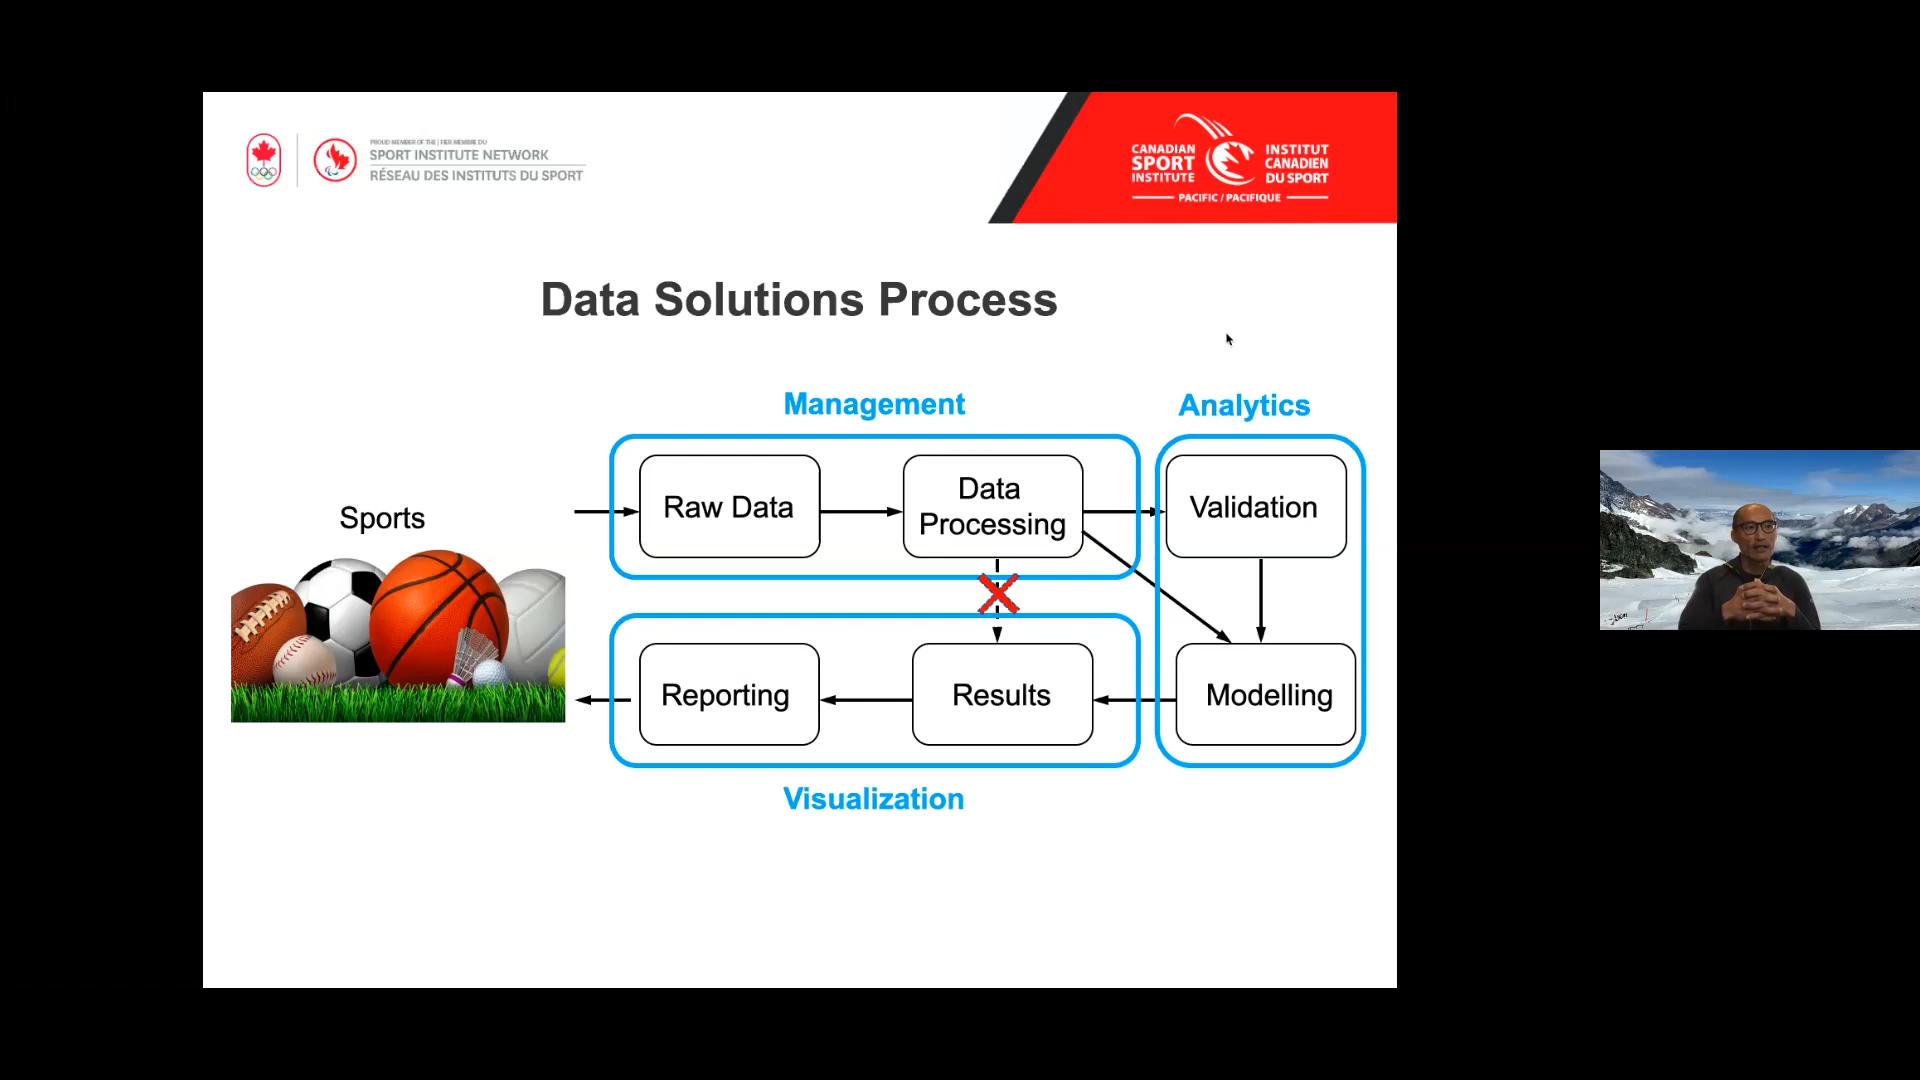 PROUD MEMBER OF THE | FIER MEMBRE DU
SPORT INSTITUTE NETWORK
RÉSEAU DES INSTITUTS DU SPORT
CANADIAN
SPORT
INSTITUTE
INSTITUT
CANADIEN
DU SPORT
PACIFIC / PACIFIQUE
Data Solutions Process
Management
Analytics
Sports
Raw Data
Data
Processing
Validation
Reporting
Results
Modelling
Visualization